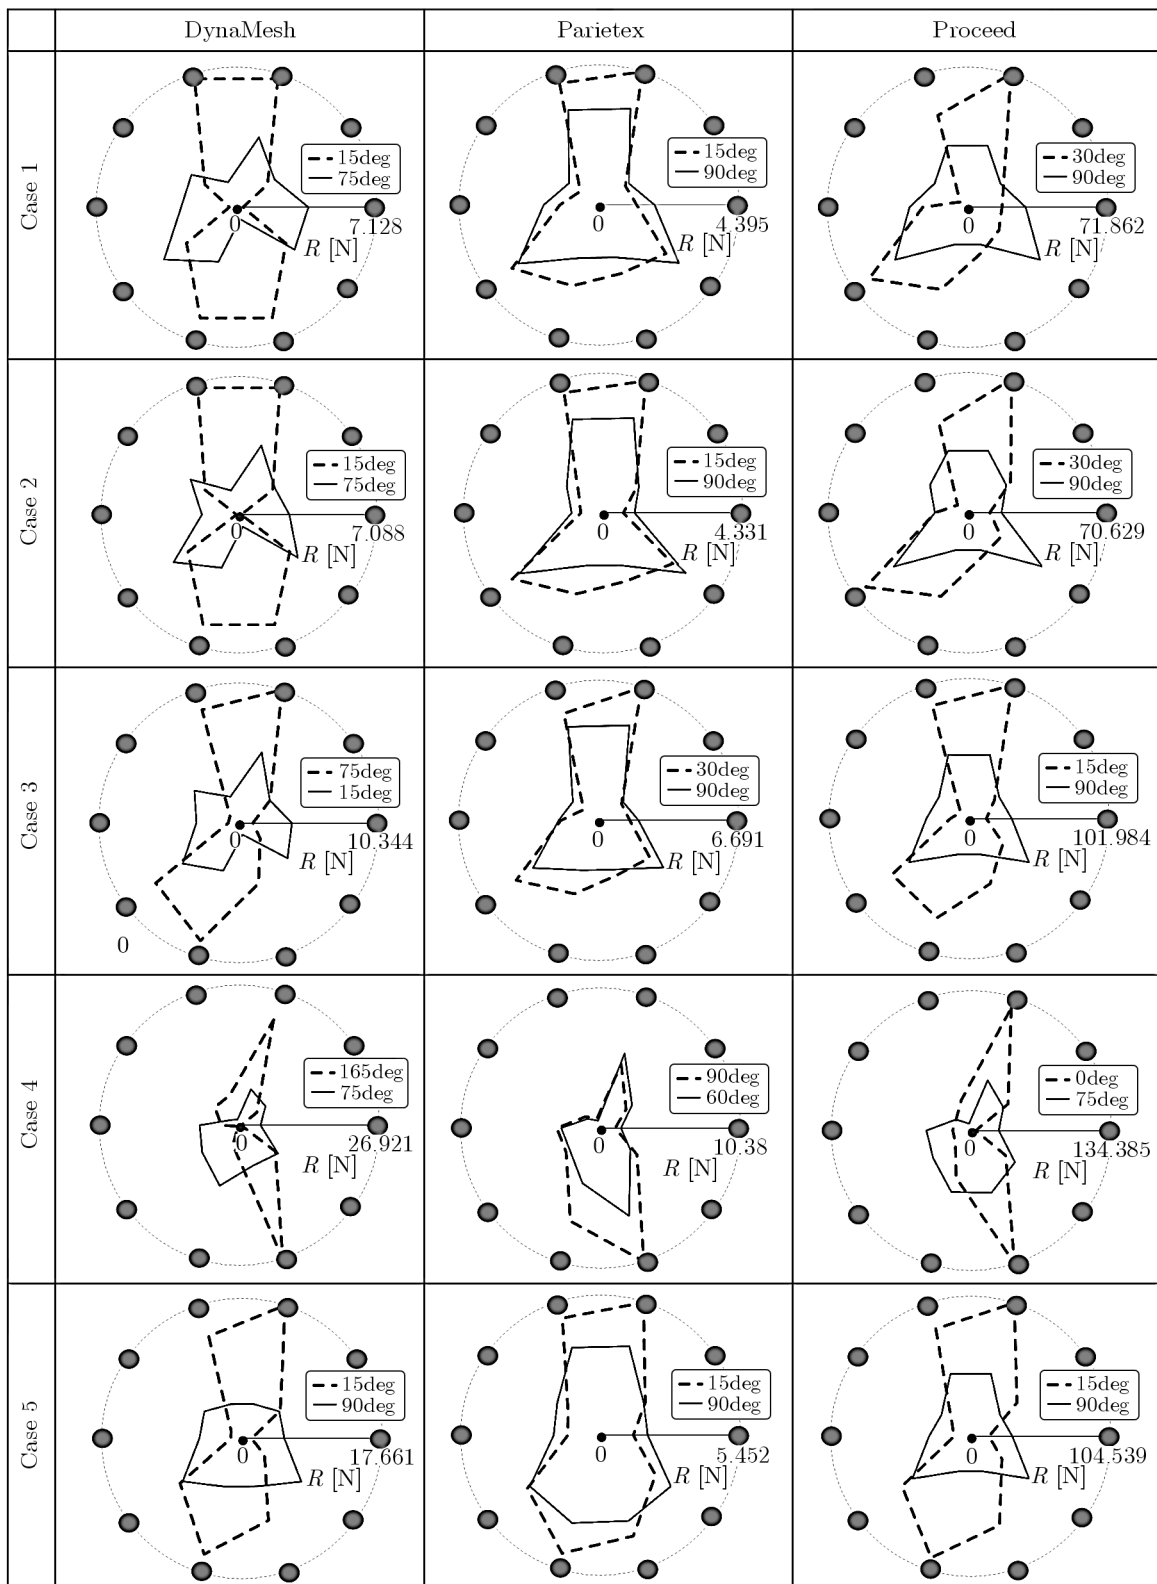 DynaMesh Parietex Proceed
Case 1
15deg
75deg
0
7.128
R [N]
15deg
90deg
0
4.395
R [N]
30deg
90deg
0
71.862
R [N]
Case 2
15deg
75deg
0
7.088
R [N]
15deg
90deg
0
4.331
R [N]
30deg
90deg
0
70.629
R [N]
Case 3
75deg
15deg
0
10.344
R [N]
0
30deg
90deg
0
6.691
R [N]
15deg
90deg
0
101.984
R [N]
Case 4
165deg
75deg
0
26.921
R [N]
90deg
60deg
0
10.38
R [N]
0deg
75deg
0
134.385
R [N]
Case 5
15deg
90deg
0
17.661
R [N]
15deg
90deg
0
5.452
R [N]
15deg
90deg
0
104.539
R [N]